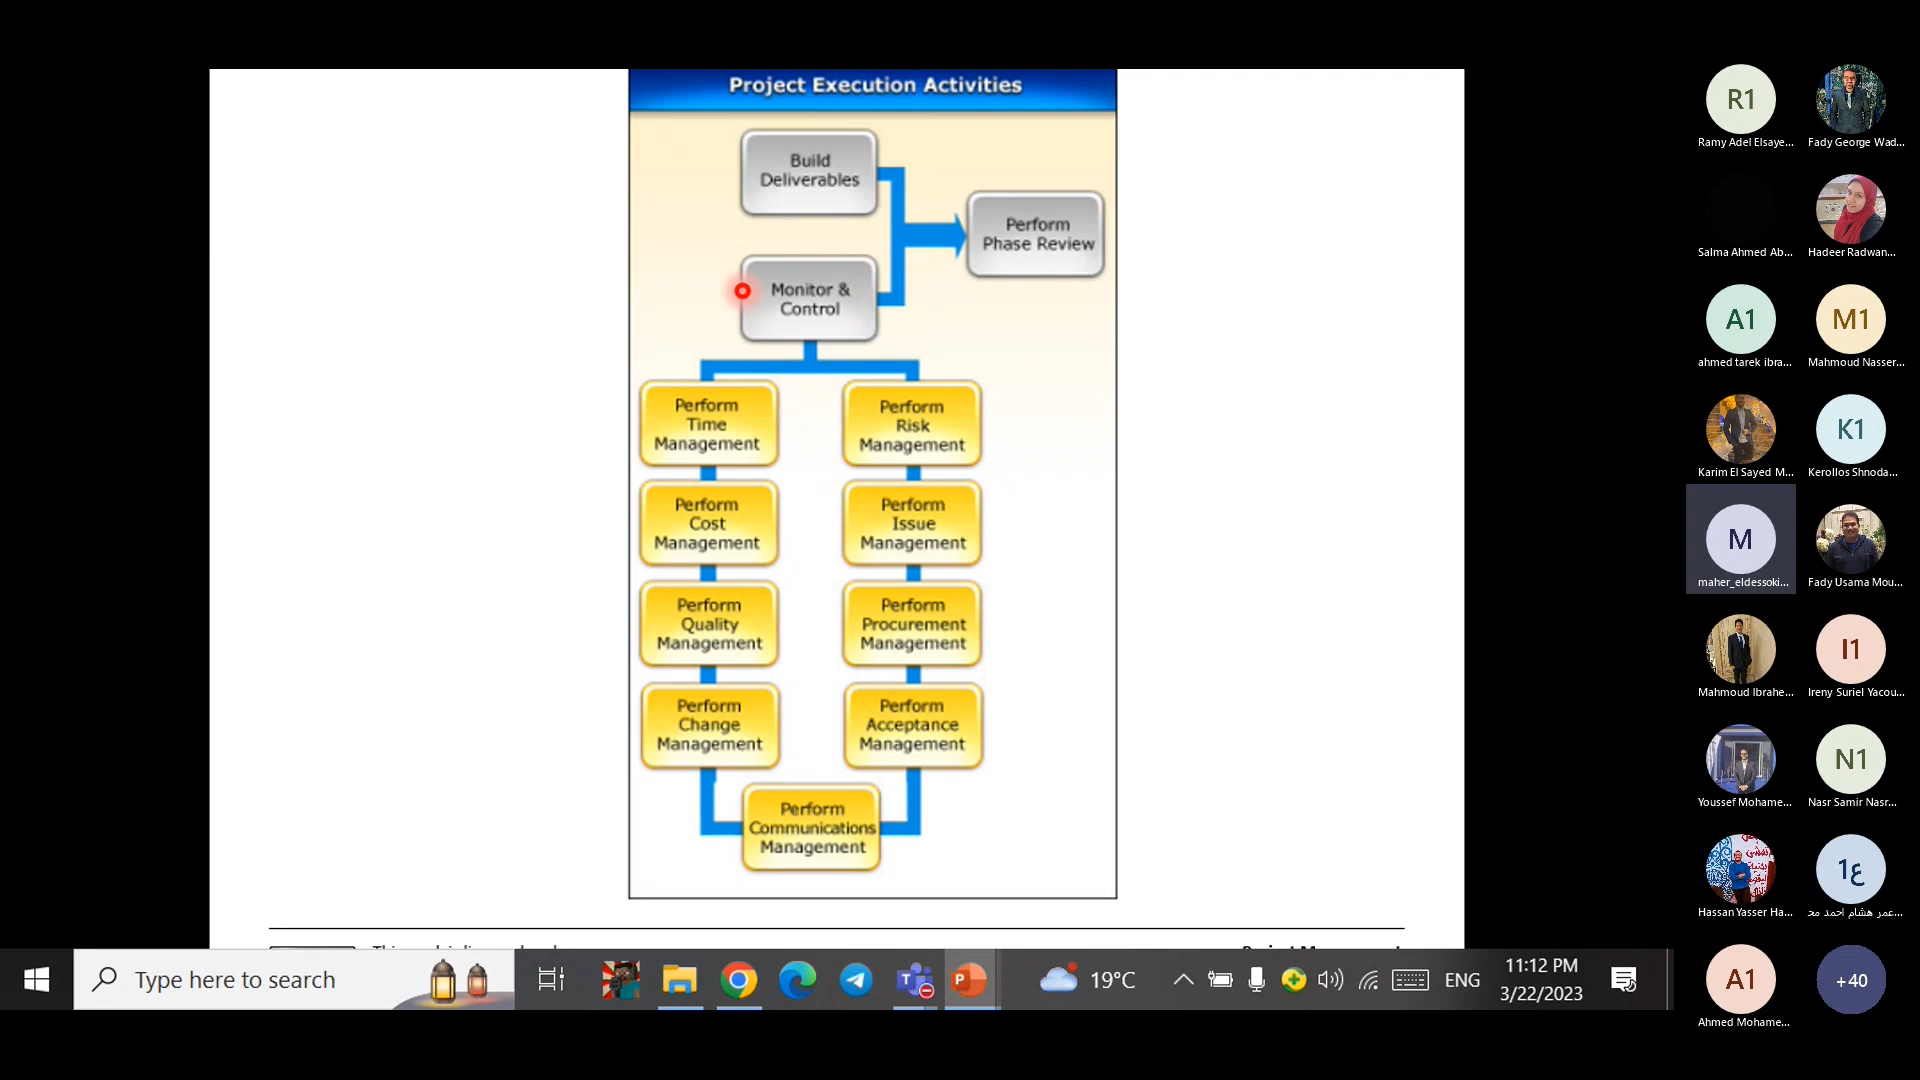 Project Execution Activities
Build
Deliverables
Perform
Phase Review
Monitor &
Control
Perform
Time
Management
Perform
Risk
Management
Perform
Cost
Management
Perform
Issue
Management
Perform
Quality
Management
Perform
Procurement
Management
Perform
Change
Management
Perform
Acceptance
Management
Perform
Communications
Management
R1
Ramy Adel Elsaye...
Fady George Wad...
Salma Ahmed Ab...
Hadeer Radwan...
A1
ahmed tarek ibra...
M1
Mahmoud Nasser...
Karim El Sayed M...
K1
Kerollos Shnoda...
M
maher_eldessoki...
Fady Usama Mou...
Mahmoud Ibrahe...
I1
Ireny Suriel Yacou...
Youssef Mohame...
N1
Nasr Samir Nasr...
Hassan Yasser Ha...
ع1
عمر هشام احمد مح...
A1
Ahmed Mohame...
+40
Type here to search
19°C
ENG
11:12 PM
3/22/2023